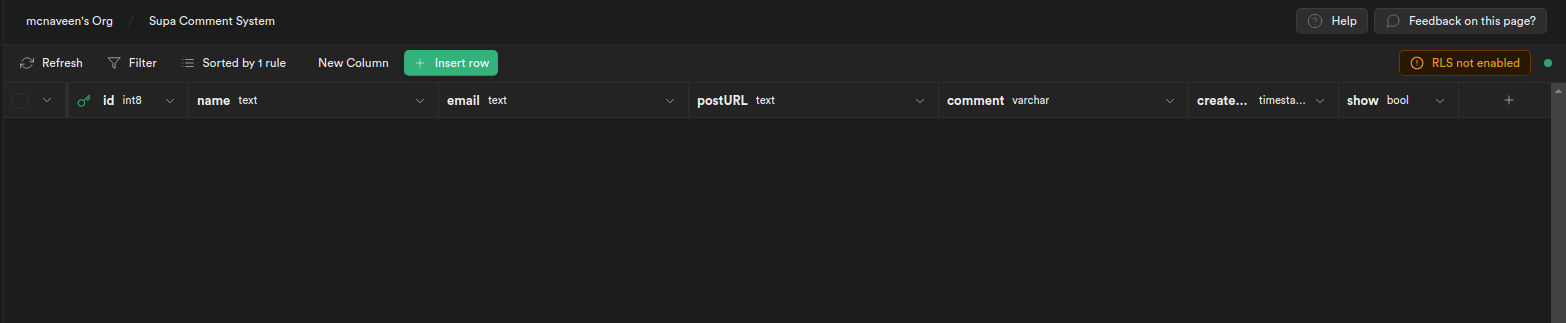 mcnaveen's Org / Supa Comment System Help Feedback on this page?
Refresh Filter Sorted by 1 rule New Column + Insert row RLS not enabled
id int8 name text email text postURL text comment varchar create... timesta... show bool +